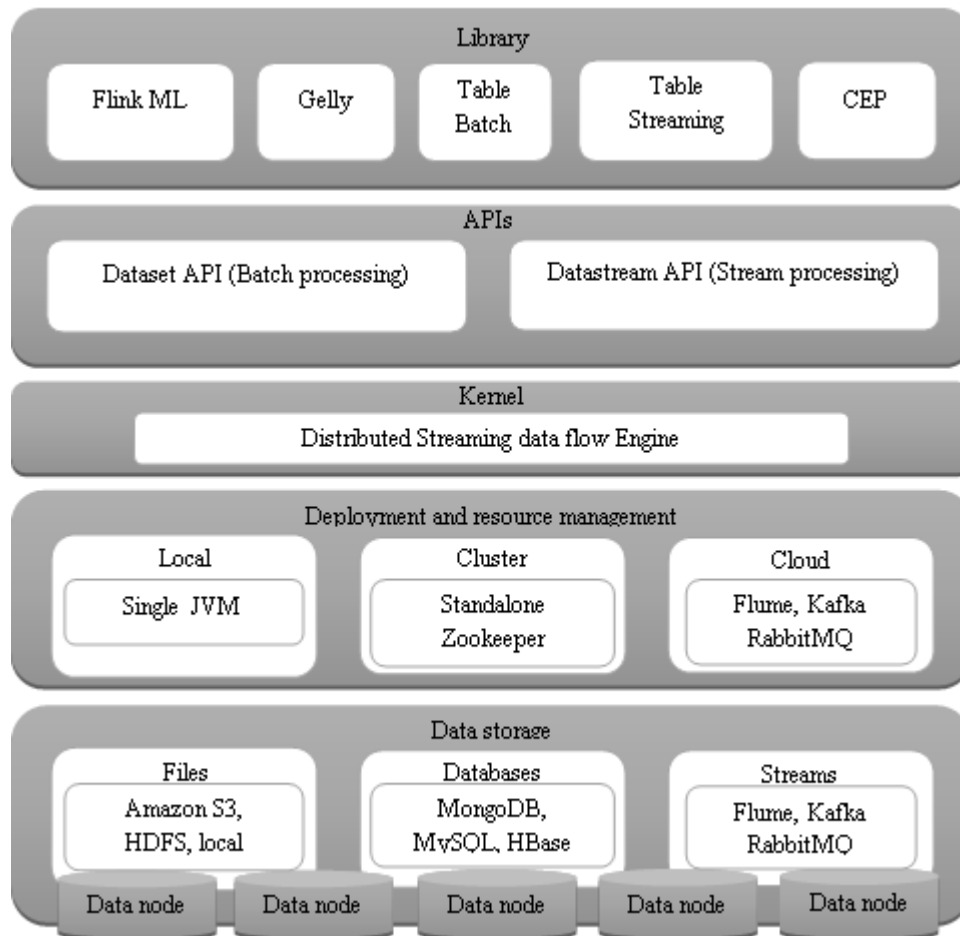 Library
Flink ML
Gelly
Table
Batch
Table
Streaming
CEP
APIs
Dataset API (Batch processing)
Datastream API (Stream processing)
Kernel
Distributed Streaming data flow Engine
Deployment and resource management
Local
Single JVM
Cluster
Standalone
Zookeeper
Cloud
Flume, Kafka
RabbitMQ
Data storage
Files
Amazon S3,
HDFS, local
Databases
MongoDB,
MySQL, HBase
Streams
Flume, Kafka
RabbitMQ
Data node
Data node
Data node
Data node
Data node